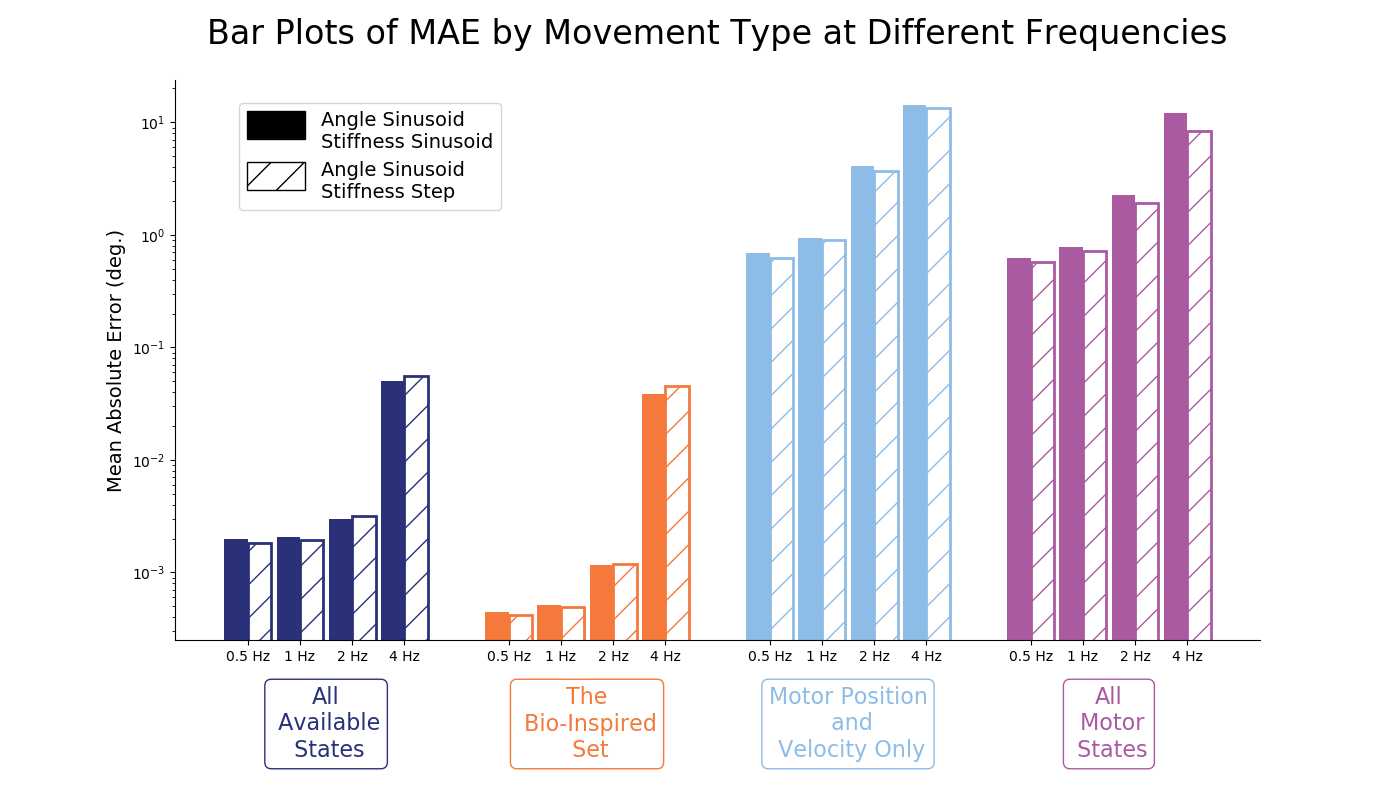 Bar Plots of MAE by Movement Type at Different Frequencies
Angle Sinusoid
Stiffness Sinusoid
Angle Sinusoid
Stiffness Step
Mean Absolute Error (deg.)
10¹
10⁰
10⁻¹
10⁻²
10⁻³
0.5 Hz 1 Hz 2 Hz 4 Hz 0.5 Hz 1 Hz 2 Hz 4 Hz 0.5 Hz 1 Hz 2 Hz 4 Hz 0.5 Hz 1 Hz 2 Hz 4 Hz
All
Available
States
The
Bio-Inspired
Set
Motor Position
and
Velocity Only
All
Motor
States